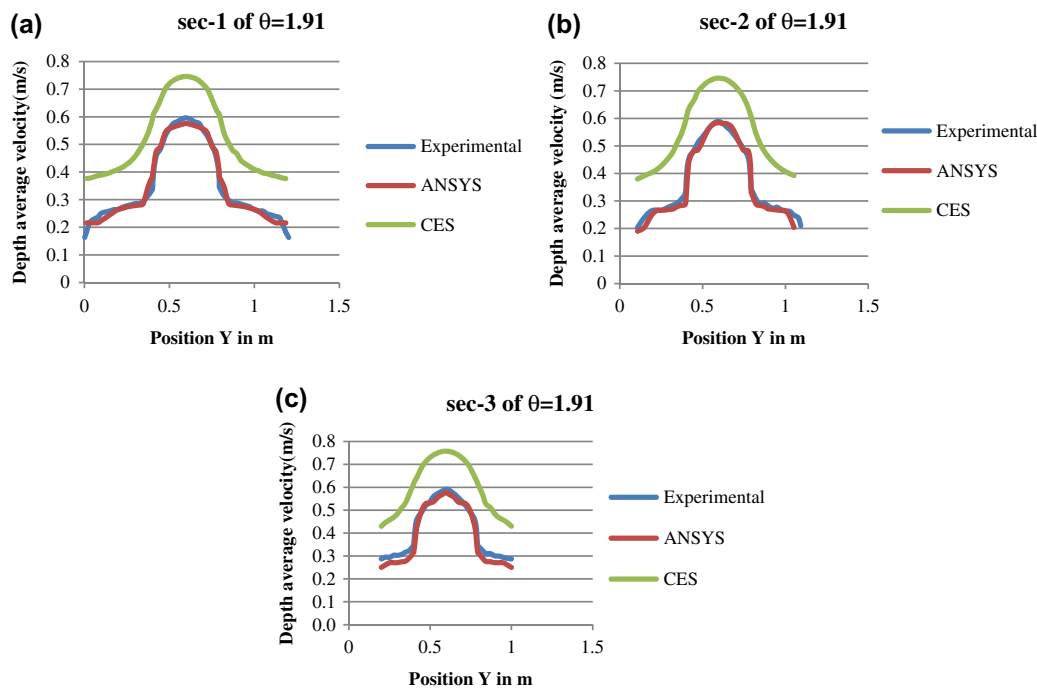 (a)
sec-1 of θ=1.91
Depth average velocity(m/s)
0.8
0.7
0.6
0.5
0.4
0.3
0.2
0.1
0
0
0.5
1
1.5
Position Y in m
Experimental
ANSYS
CES
(b)
sec-2 of θ=1.91
Depth average velocity (m/s)
0.8
0.7
0.6
0.5
0.4
0.3
0.2
0.1
0
0
0.5
1
1.5
Position Y in m
Experimental
ANSYS
CES
(c)
sec-3 of θ=1.91
Depth average velocity(m/s)
0.8
0.7
0.6
0.5
0.4
0.3
0.2
0.1
0.0
0
0.5
1
1.5
Position Y in m
Experimental
ANSYS
CES